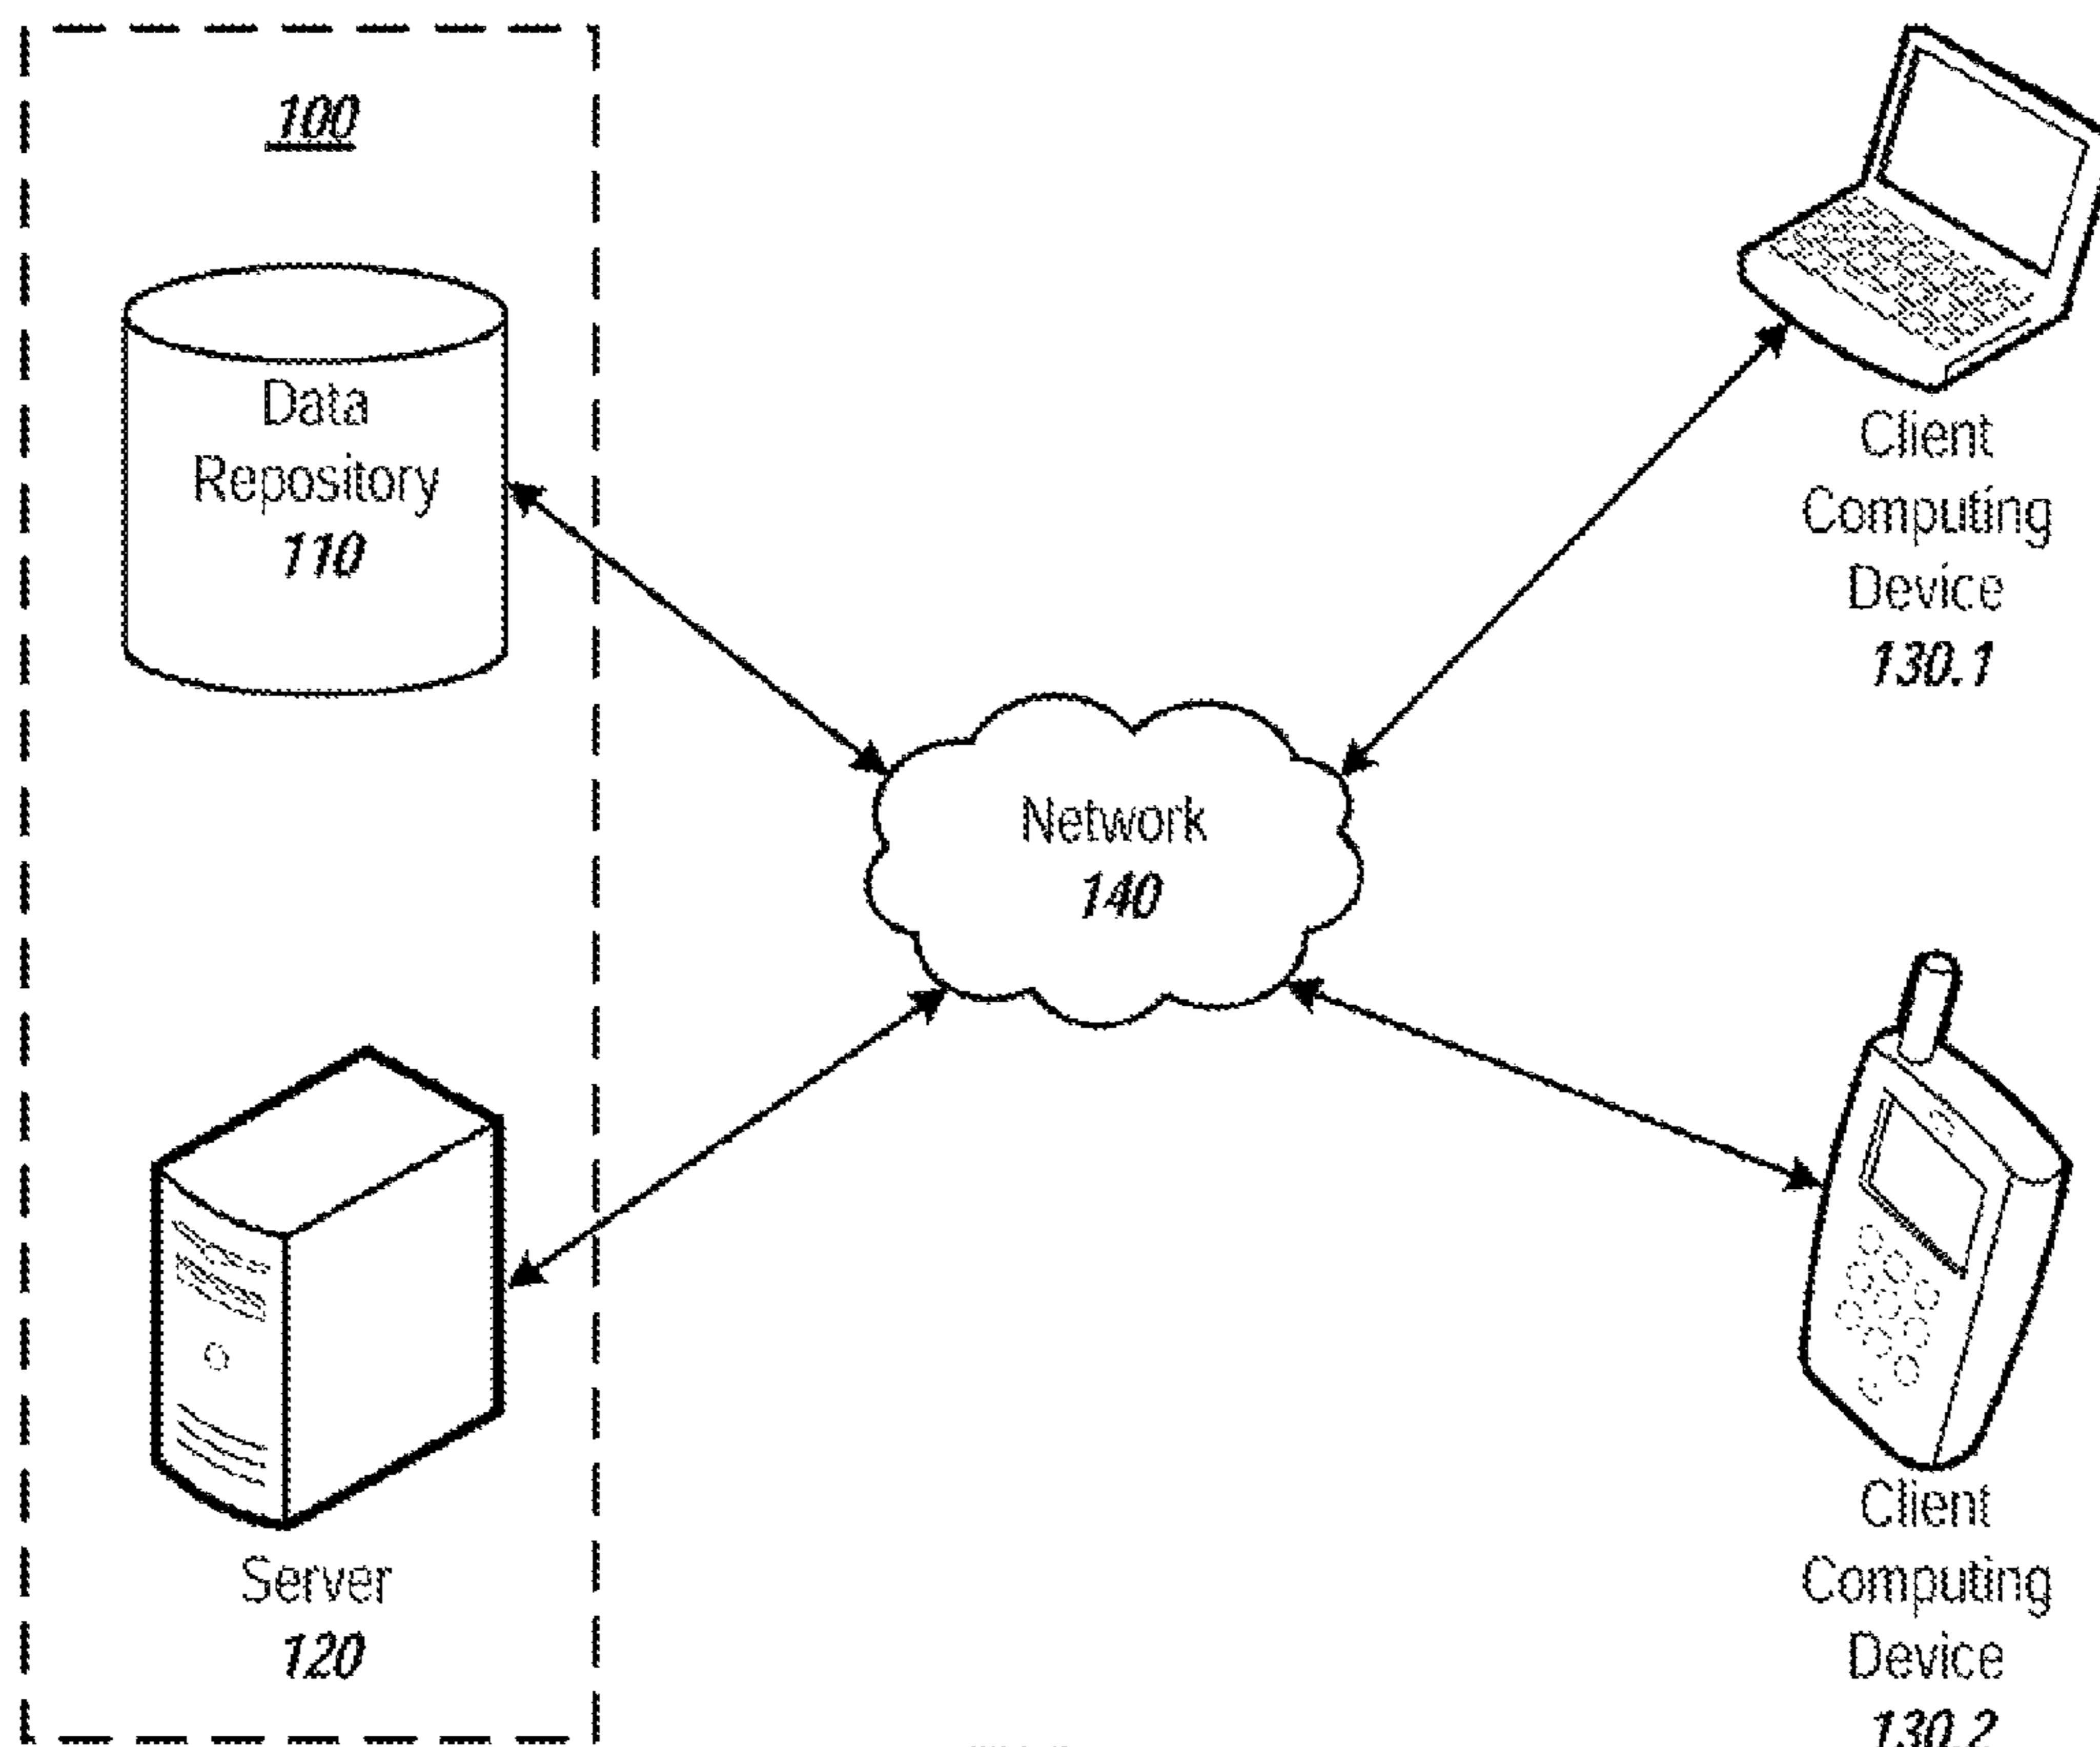 100
Data
Repository
110
Client
Computing
Device
130.1
Network
140
Server
120
Client
Computing
Device
130.2